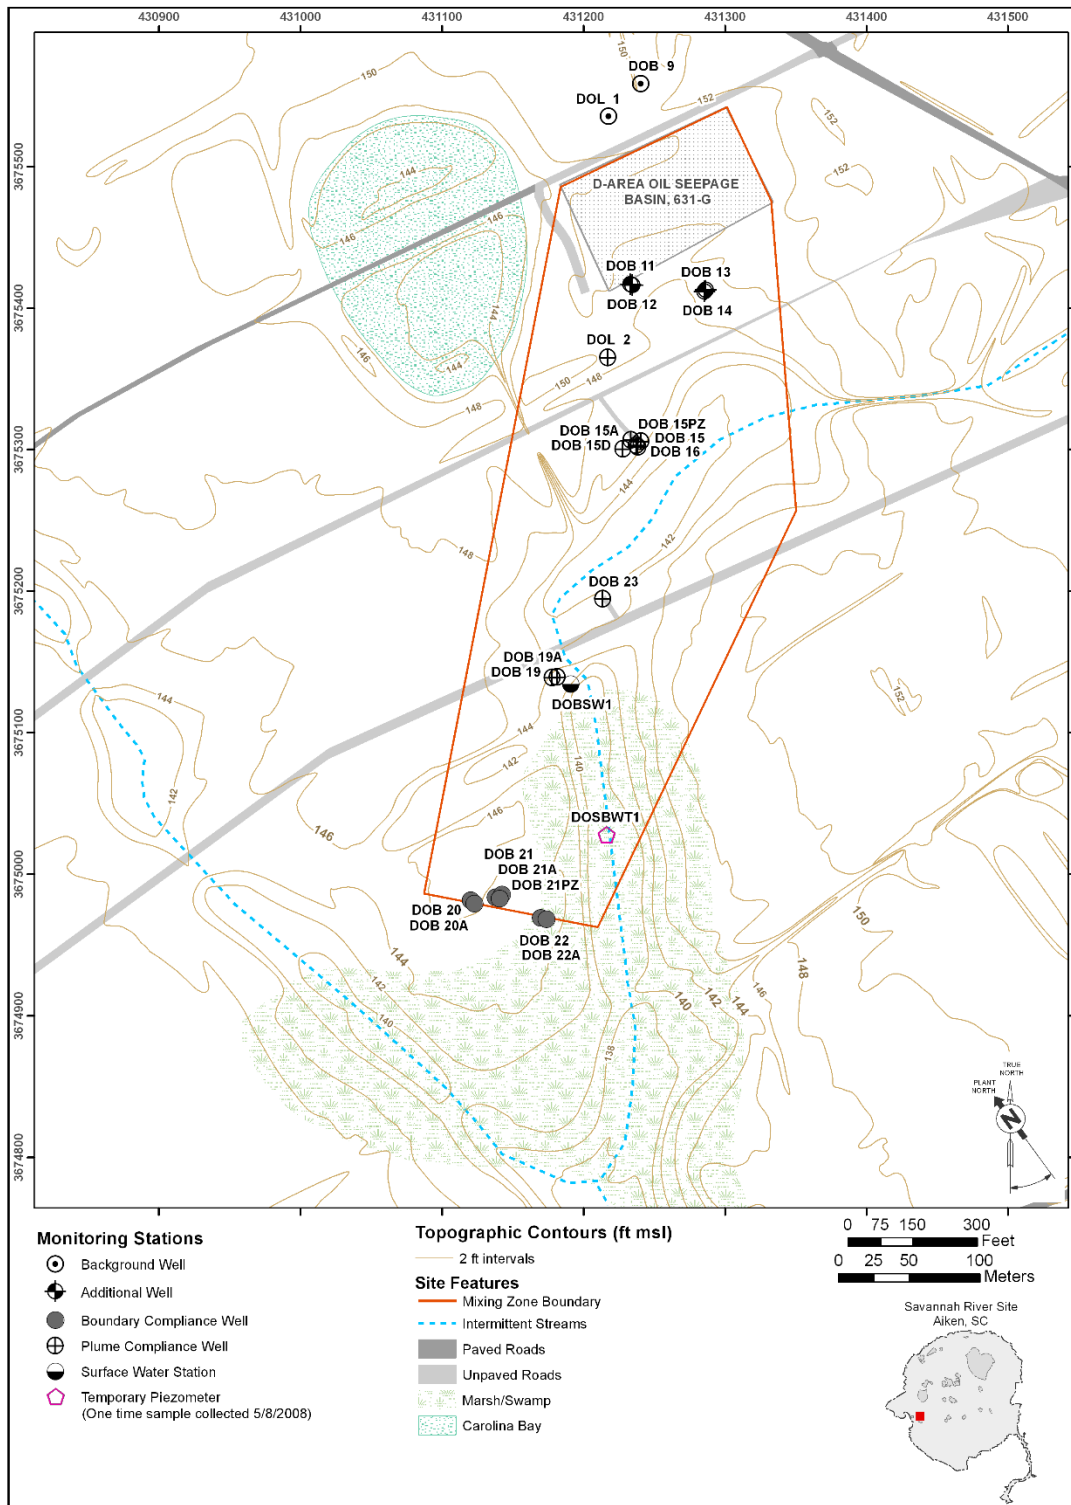 430900
431000
431100
431200
431300
431400
431500
3675500
3675400
3675300
3675200
3675100
3675000
3674900
3674800
150
150
152
152
152
DOB 9
DOL 1
D-AREA OIL SEEPAGE
BASIN, 631-G
144
146
146
144
146
144
148
DOB 11
DOB 12
DOB 13
DOB 14
DOL 2
150
148
DOB 15A
DOB 15D
DOB 15PZ
DOB 15
DOB 16
144
142
148
DOB 23
DOB 19A
DOB 19
DOBSW1
144
142
144
142
146
146
140
152
DOSBWT1
DOB 21
DOB 21A
DOB 21PZ
DOB 20
DOB 20A
DOB 22
DOB 22A
150
148
146
144
142
140
144
142
140
138
TRUE
NORTH
PLANT
NORTH
N
Monitoring Stations
Background Well
Additional Well
Boundary Compliance Well
Plume Compliance Well
Surface Water Station
Temporary Piezometer
(One time sample collected 5/8/2008)
Topographic Contours (ft msl)
2 ft intervals
Site Features
Mixing Zone Boundary
Intermittent Streams
Paved Roads
Unpaved Roads
Marsh/Swamp
Carolina Bay
0 75 150 300
Feet
0 25 50 100
Meters
Savannah River Site
Aiken, SC